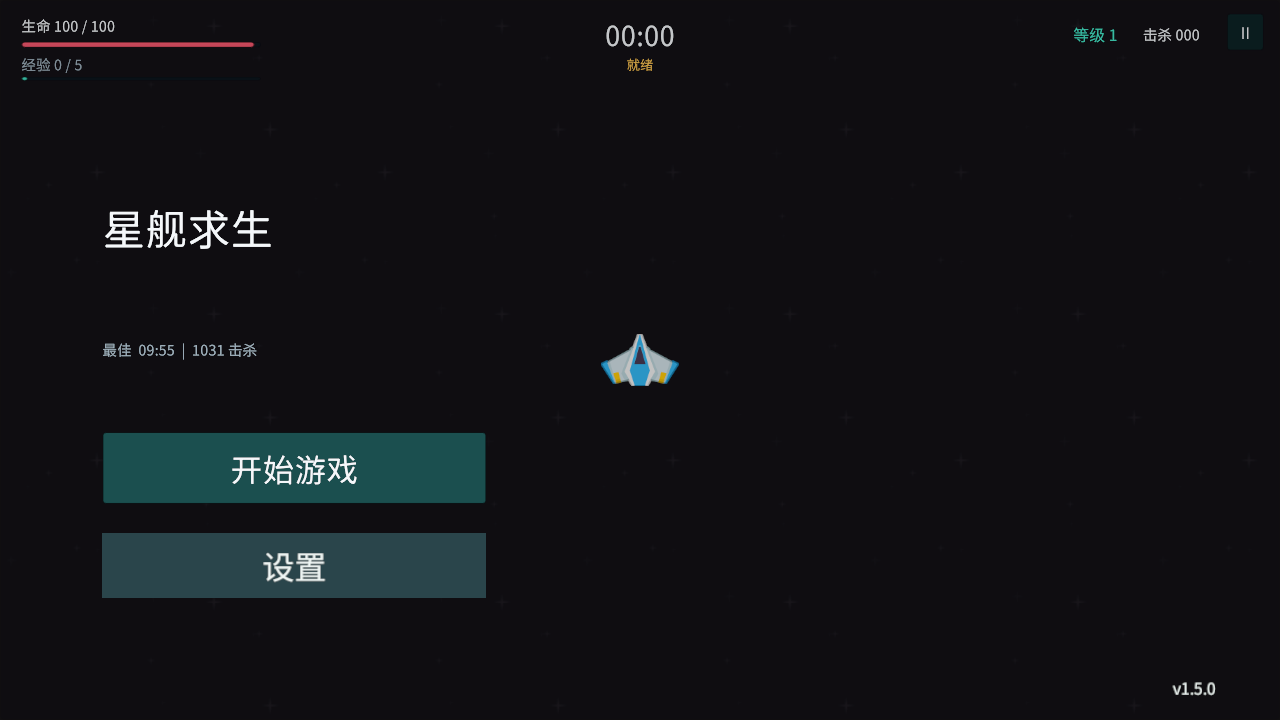 生命 100 / 100
经验 0 / 5
00:00
就绪
等级 1
击杀 000
星舰求生
最佳 09:55 | 1031 击杀
开始游戏
设置
v1.5.0